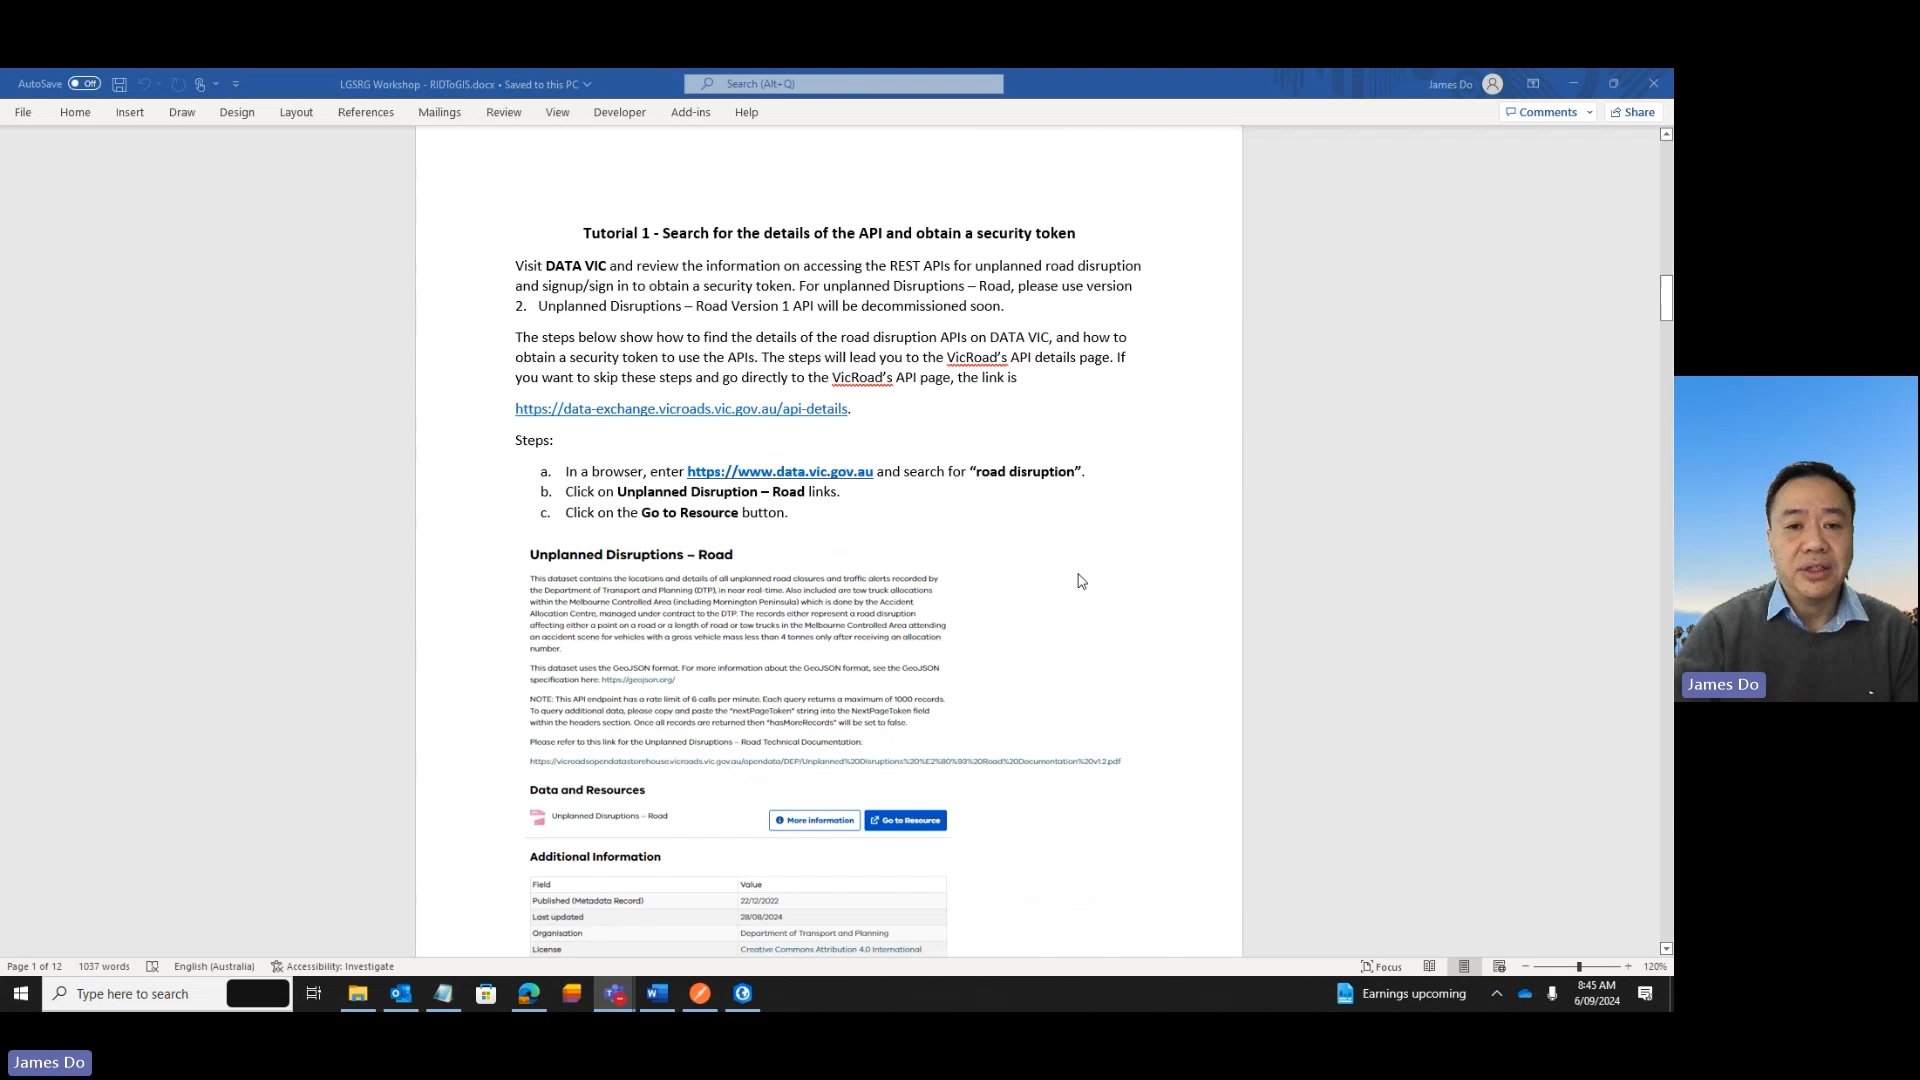 AutoSave Off
LGSRG Workshop - RIDToGIS.docx • Saved to this PC
Search (Alt+Q)
James Do
File Home Insert Draw Design Layout References Mailings Review View Developer Add-ins Help
Comments Share
Tutorial 1 - Search for the details of the API and obtain a security token
Visit DATA VIC and review the information on accessing the REST APIs for unplanned road disruption
and signup/sign in to obtain a security token. For unplanned Disruptions – Road, please use version
2. Unplanned Disruptions – Road Version 1 API will be decommissioned soon.
The steps below show how to find the details of the road disruption APIs on DATA VIC, and how to
obtain a security token to use the APIs. The steps will lead you to the VicRoad’s API details page. If
you want to skip these steps and go directly to the VicRoad’s API page, the link is
https://data-exchange.vicroads.vic.gov.au/api-details.
Steps:
a. In a browser, enter https://www.data.vic.gov.au and search for “road disruption”.
b. Click on Unplanned Disruption – Road links.
c. Click on the Go to Resource button.
Unplanned Disruptions – Road
This dataset contains the locations and details of all unplanned road closures and traffic alerts recorded by
the Department of Transport and Planning (DTP), in near real-time. Also included are tow truck allocations
within the Melbourne Controlled Area (including Mornington Peninsula) which is done by the Accident
Allocation Centre, managed under contract to the DTP. The records either represent a road disruption
affecting either a point on a road or a length of road or tow trucks in the Melbourne Controlled Area attending
an accident scene for vehicles with a gross vehicle mass less than 4 tonnes only after receiving an allocation
number.
This dataset uses the GeoJSON format. For more information about the GeoJSON format, see the GeoJSON
specification here: https://geojson.org/
NOTE: This API endpoint has a rate limit of 6 calls per minute. Each query returns a maximum of 1000 records.
To query additional data, please copy and paste the "nextPageToken" string into the NextPageToken field
within the headers section. Once all records are returned then "hasMoreRecords" will be set to false.
Please refer to this link for the Unplanned Disruptions – Road Technical Documentation:
https://vicroadsopendatastorehouse.vicroads.vic.gov.au/opendata/DEP/Unplanned%20Disruptions%20%E2%80%93%20Road%20Documentation%20v1.2.pdf
Data and Resources
Unplanned Disruptions – Road
More information Go to Resource
Additional Information
Field Value
Published (Metadata Record) 22/12/2022
Last updated 28/08/2024
Organisation Department of Transport and Planning
License Creative Commons Attribution 4.0 International
James Do
Page 1 of 12 1037 words English (Australia) Accessibility: Investigate
Focus 120%
Type here to search
Earnings upcoming
8:45 AM
6/09/2024
James Do